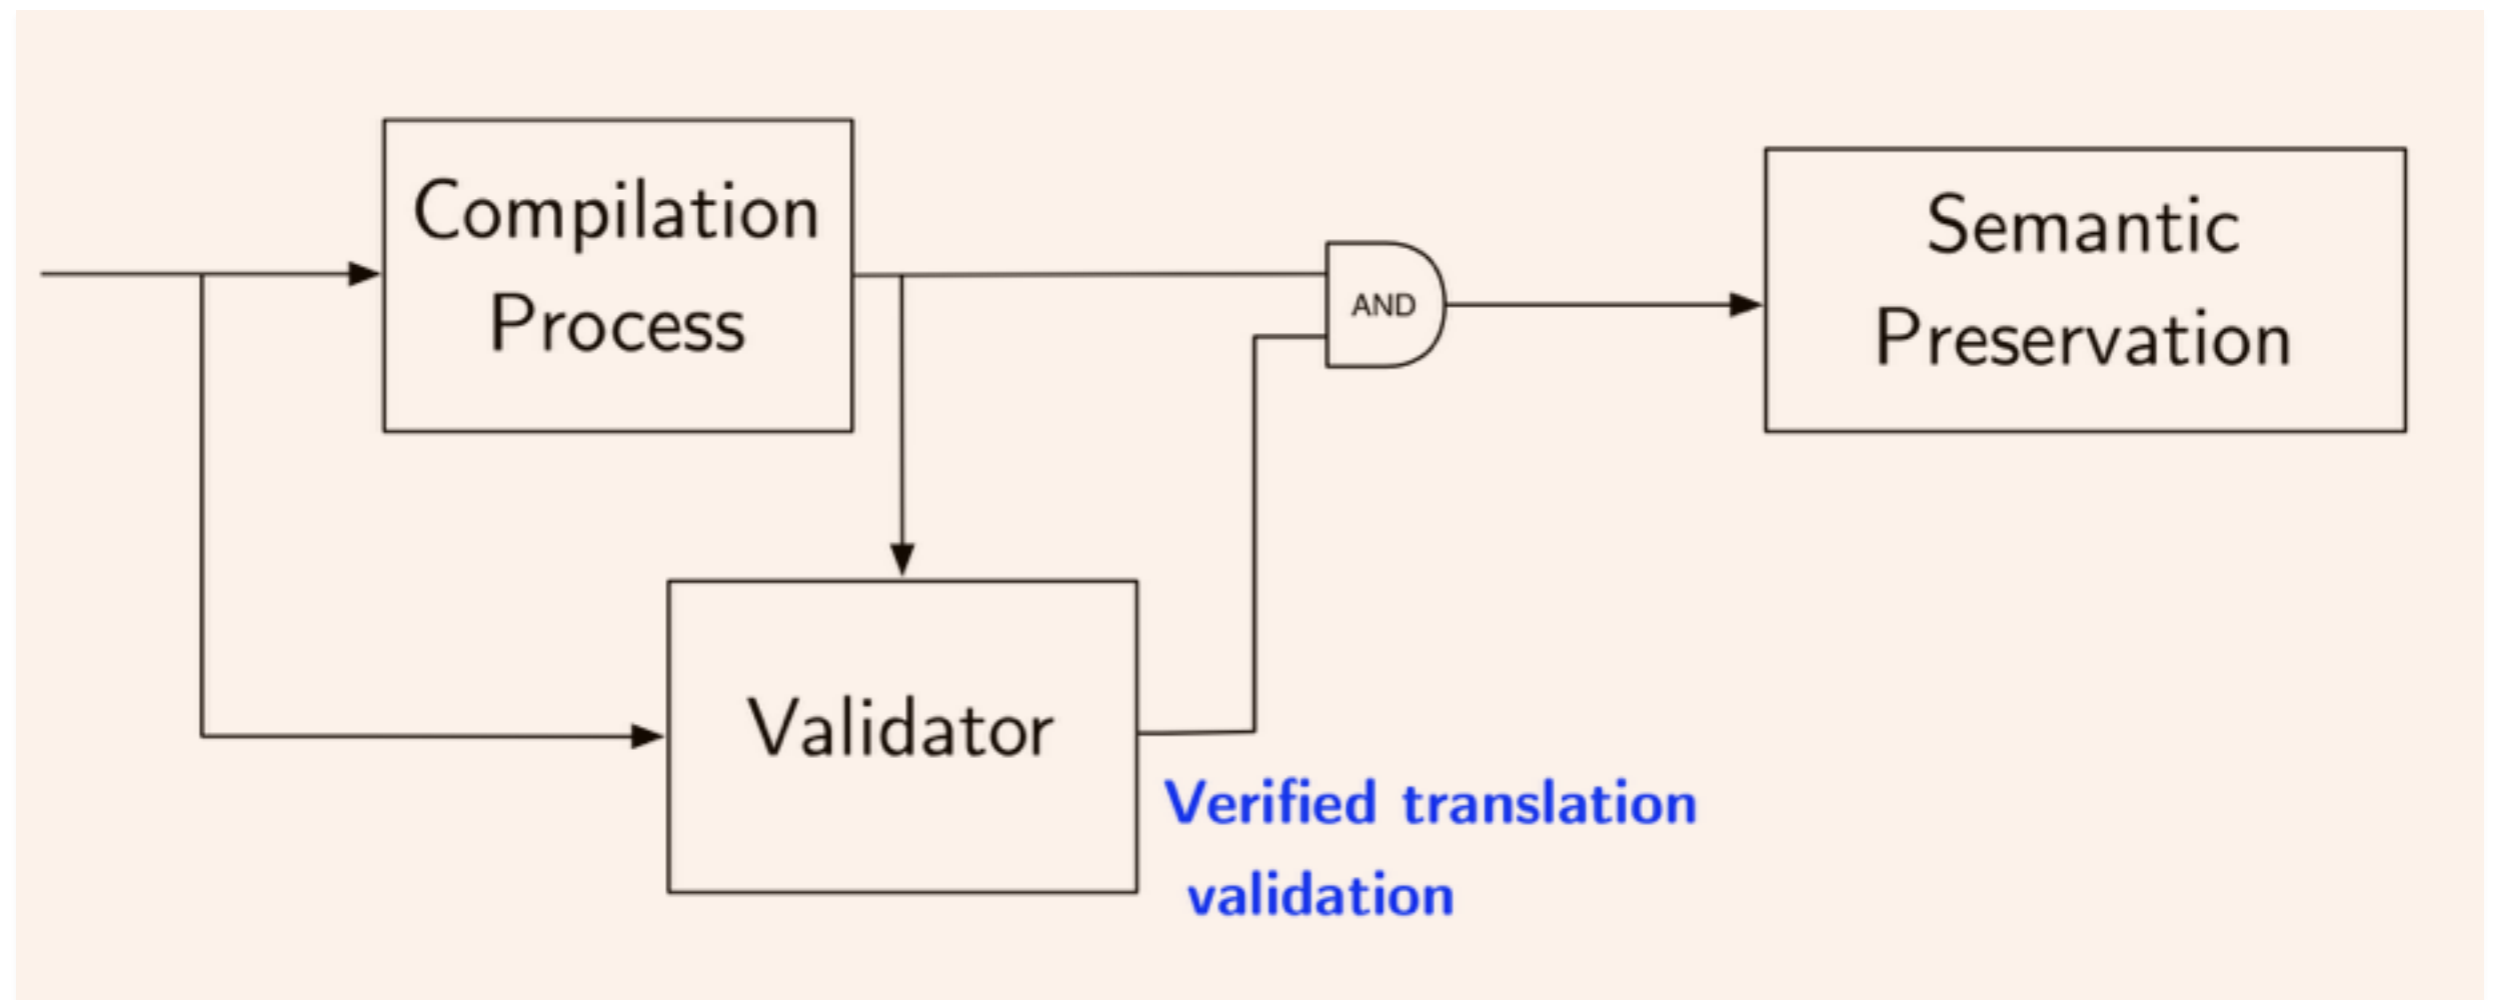 Compilation
Process
AND
Semantic
Preservation
Validator
Verified translation
validation